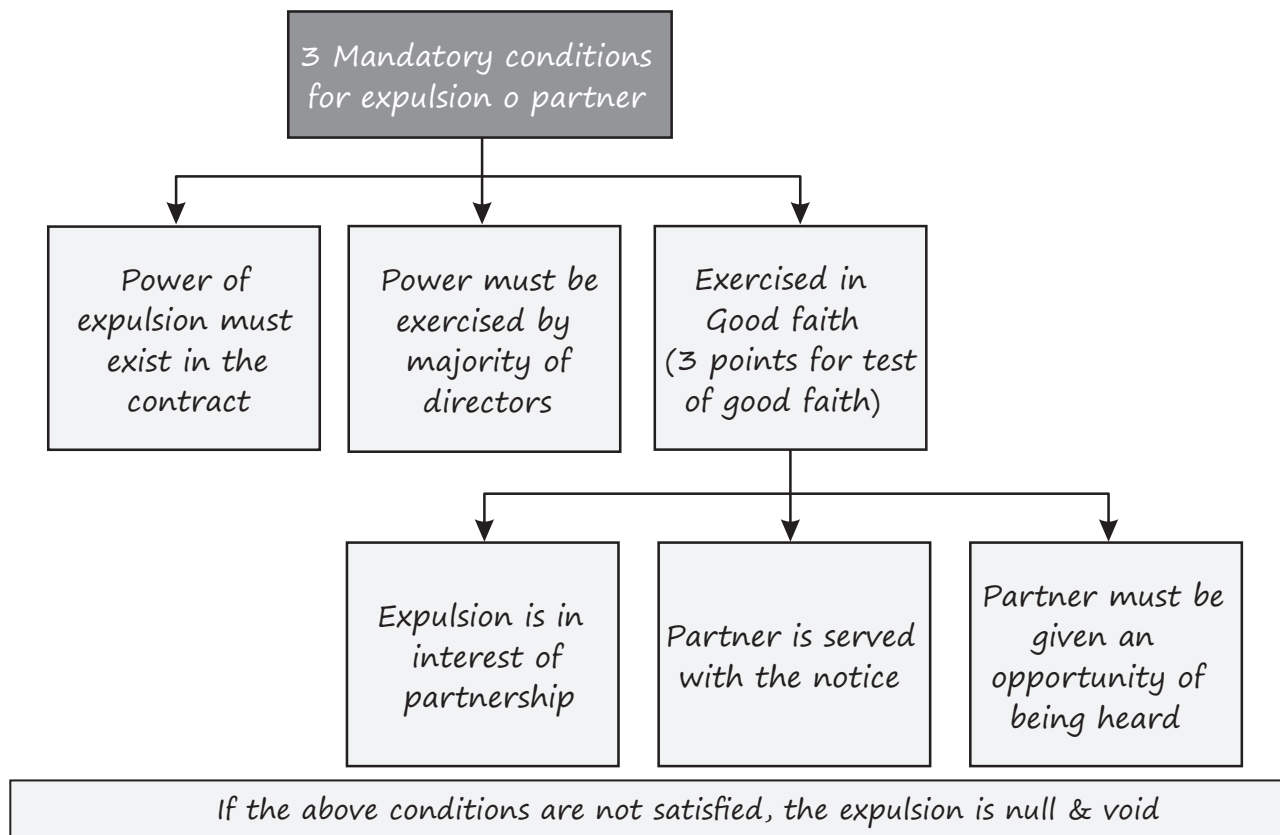 3 Mandatory conditions
for expulsion o partner
Power of
expulsion must
exist in the
contract
Power must be
exercised by
majority of
directors
Exercised in
Good faith
(3 points for test
of good faith)
Expulsion is in
interest of
partnership
Partner is served
with the notice
Partner must be
given an
opportunity of
being heard
If the above conditions are not satisfied, the expulsion is null & void